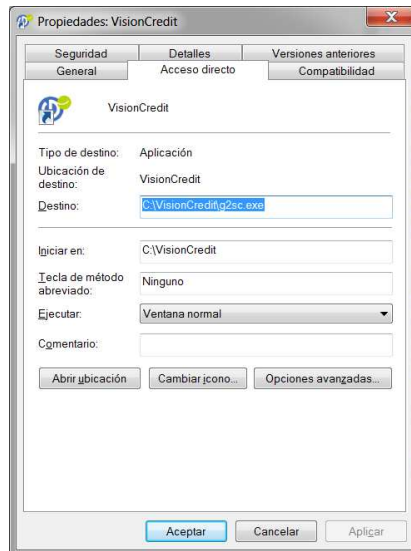 Propiedades: VisionCredit
Seguridad Detalles Versiones anteriores
General Acceso directo Compatibilidad
VisionCredit
Tipo de destino: Aplicación
Ubicación de
destino: VisionCredit
Destino: C:\VisionCredit\g2sc.exe
Iniciar en: C:\VisionCredit
Tecla de método
abreviado: Ninguno
Ejecutar: Ventana normal
Comentario:
Abrir ubicación Cambiar icono... Opciones avanzadas...
Aceptar Cancelar Aplicar